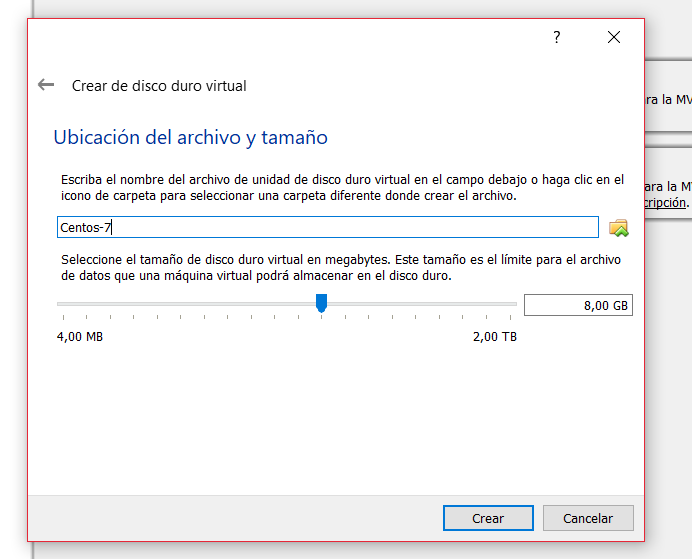 ?
Crear de disco duro virtual
ra la MV
Ubicación del archivo y tamaño
Escriba el nombre del archivo de unidad de disco duro virtual en el campo debajo o haga clic en el
icono de carpeta para seleccionar una carpeta diferente donde crear el archivo.
ara la M
cripción.
Centos-7
Seleccione el tamaño de disco duro virtual en megabytes. Este tamaño es el límite para el archivo
de datos que una máquina virtual podrá almacenar en el disco duro.
8,00 GB
4,00 MB
2,00 TB
Crear
Cancelar